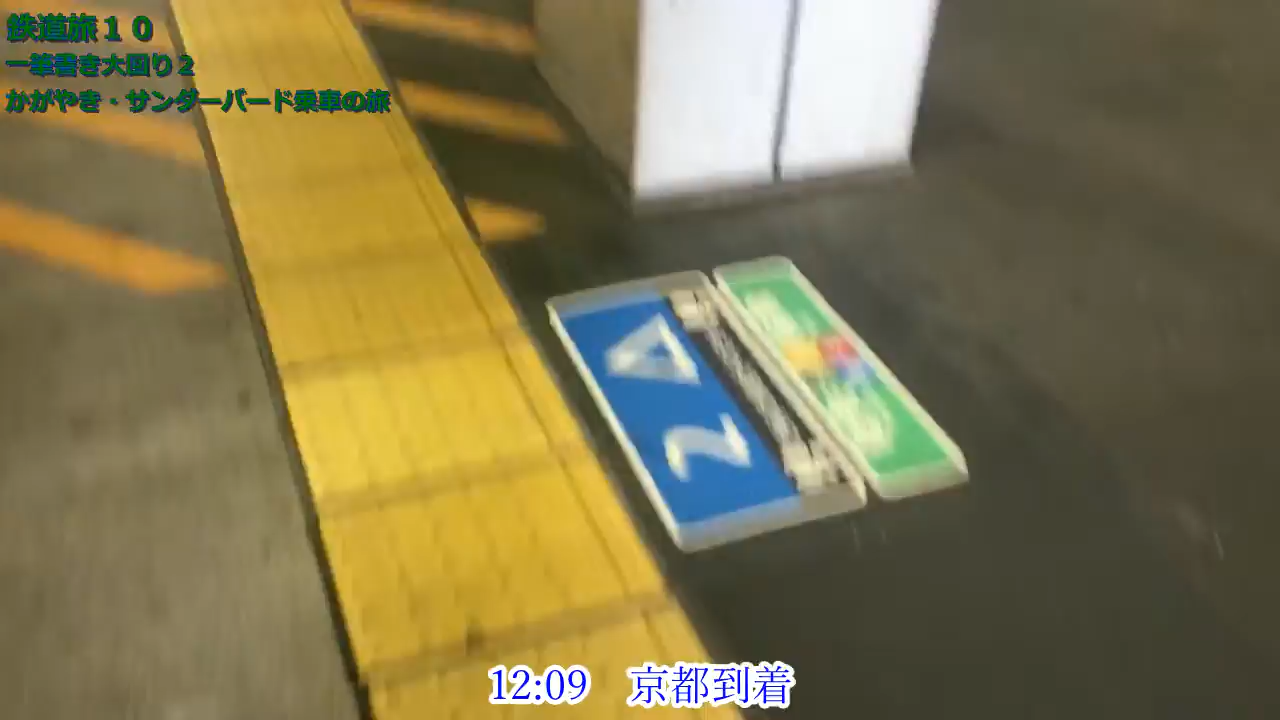 鉄道旅１０
一筆書き大回り２
かがやき・サンダーバード乗車の旅
△
2
12:09　京都到着